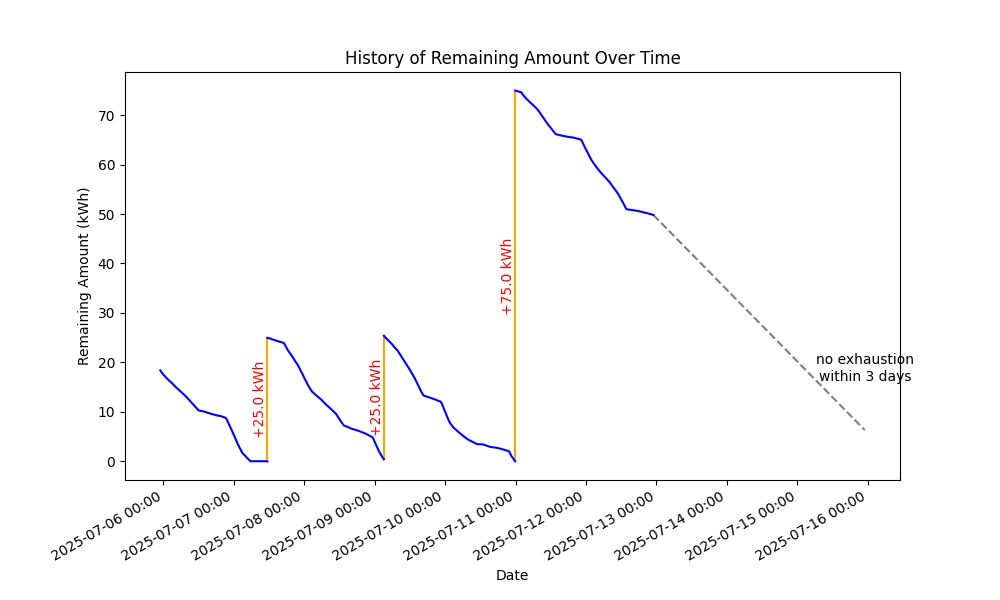 History of Remaining Amount Over Time
Remaining Amount (kWh)
70
60
50
40
30
20
10
0
+25.0 kWh
+25.0 kWh
+75.0 kWh
no exhaustion
within 3 days
2025-07-06 00:00
2025-07-07 00:00
2025-07-08 00:00
2025-07-09 00:00
2025-07-10 00:00
2025-07-11 00:00
2025-07-12 00:00
2025-07-13 00:00
2025-07-14 00:00
2025-07-15 00:00
2025-07-16 00:00
Date